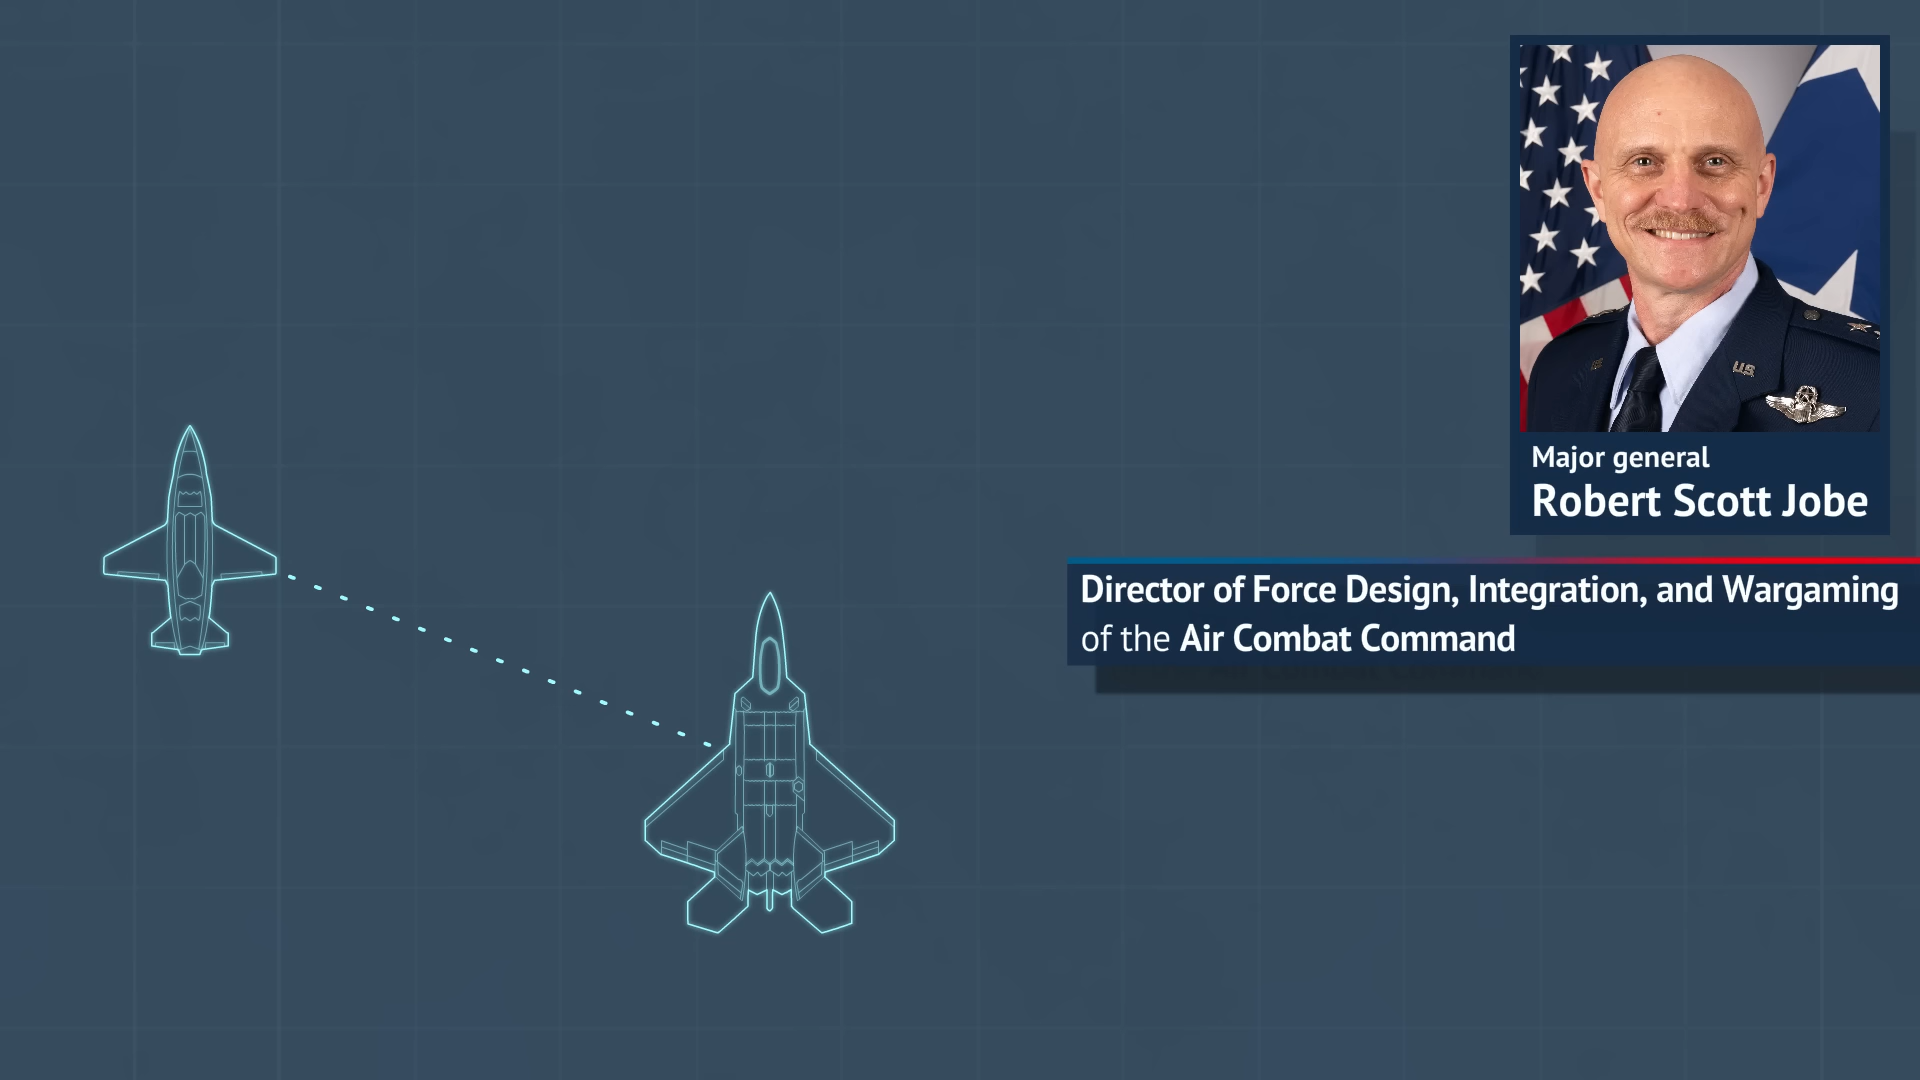 U.S.
Major general
Robert Scott Jobe
Director of Force Design, Integration, and Wargaming
of the Air Combat Command